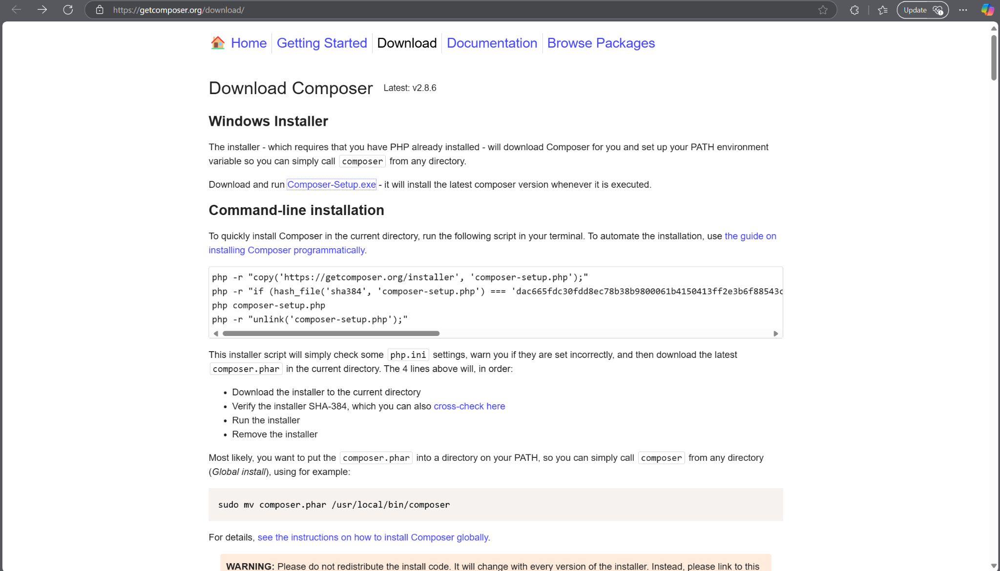 https://getcomposer.org/download/
Update
Home
Getting Started
Download
Documentation
Browse Packages
Download Composer
Latest: v2.8.6
Windows Installer
The installer - which requires that you have PHP already installed - will download Composer for you and set up your PATH environment
variable so you can simply call composer from any directory.
Download and run Composer-Setup.exe - it will install the latest composer version whenever it is executed.
Command-line installation
To quickly install Composer in the current directory, run the following script in your terminal. To automate the installation, use the guide on
installing Composer programmatically.
php -r "copy('https://getcomposer.org/installer', 'composer-setup.php');"
php -r "if (hash_file('sha384', 'composer-setup.php') === 'dac665fdc30fdd8ec78b38b9800061b4150413ff2e3b6f88543c
php composer-setup.php
php -r "unlink('composer-setup.php');"
This installer script will simply check some php.ini settings, warn you if they are set incorrectly, and then download the latest
composer.phar in the current directory. The 4 lines above will, in order:
• Download the installer to the current directory
• Verify the installer SHA-384, which you can also cross-check here
• Run the installer
• Remove the installer
Most likely, you want to put the composer.phar into a directory on your PATH, so you can simply call composer from any directory
(Global install), using for example:
sudo mv composer.phar /usr/local/bin/composer
For details, see the instructions on how to install Composer globally.
WARNING: Please do not redistribute the install code. It will change with every version of the installer. Instead, please link to this